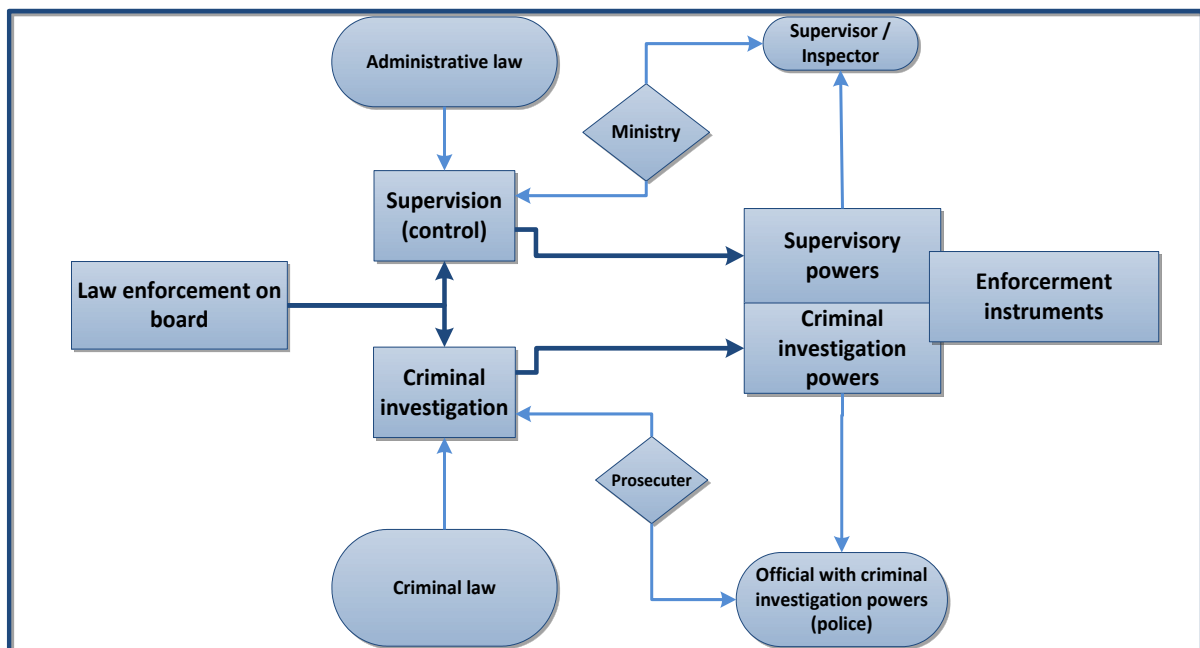 Administrative law
Supervisor /
Inspector
Ministry
Supervision
(control)
Supervisory
powers
Law enforcement on
board
Enforcerment
instruments
Criminal
investigation
powers
Criminal
investigation
Prosecuter
Criminal law
Official with criminal
investigation powers
(police)